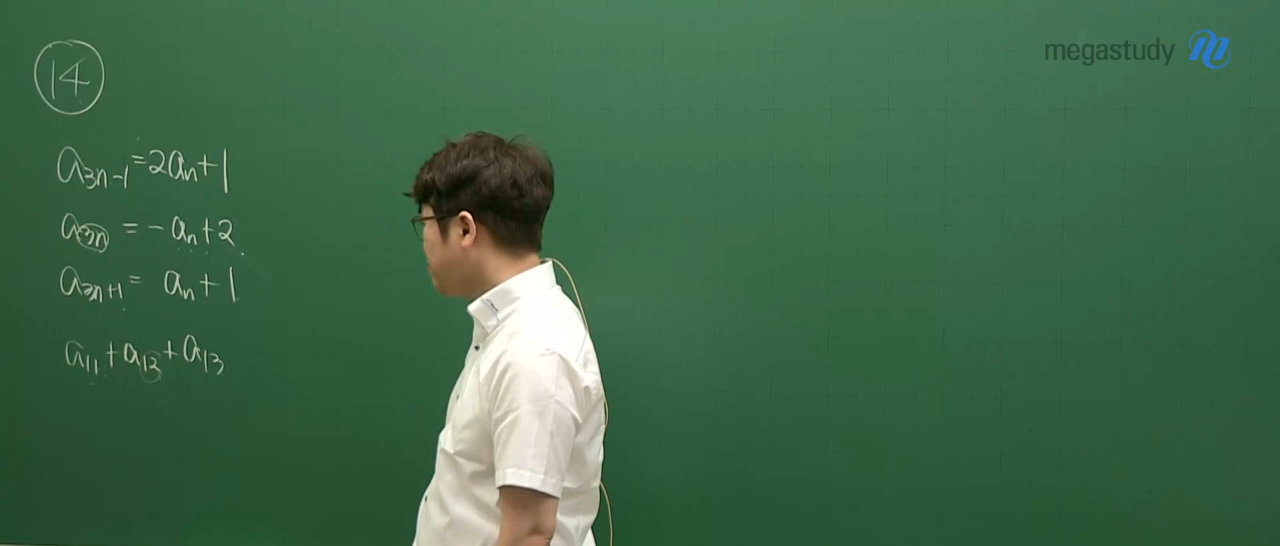 megastudy
14
a3n-1=2an+1
a3n = -an+2
a3n+1= an+1
a11+a12+a13